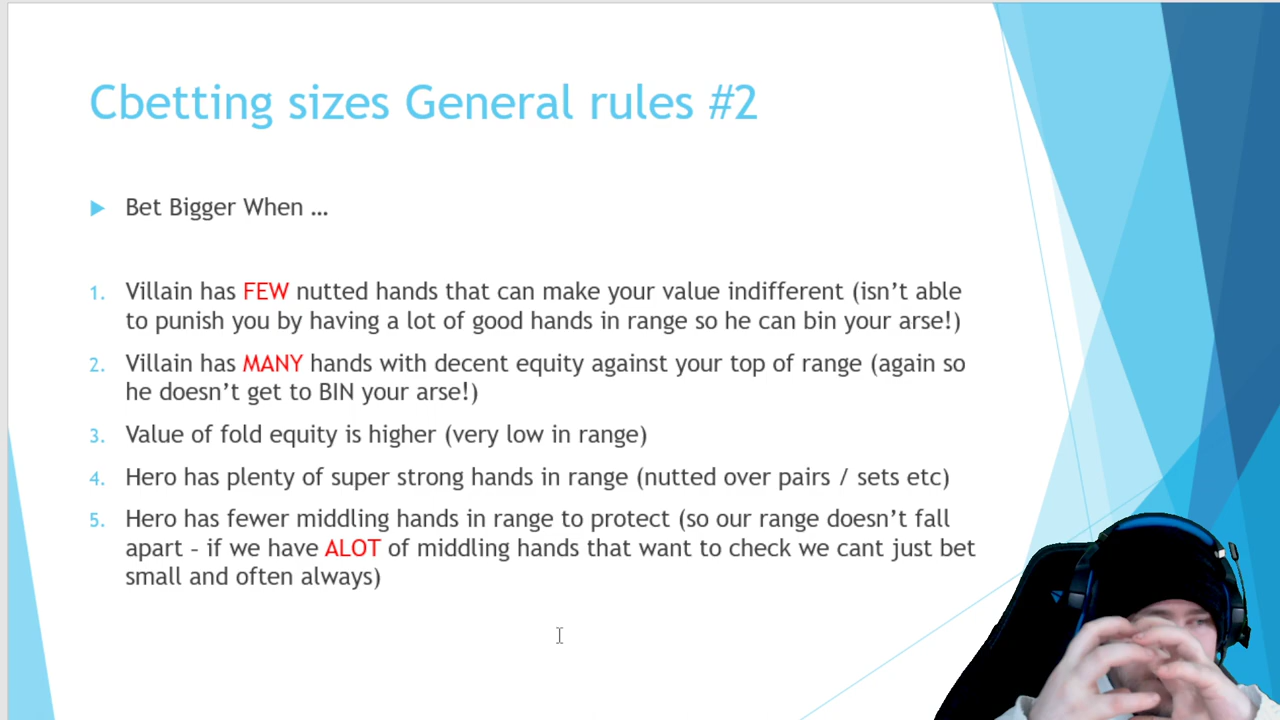 Cbetting sizes General rules #2
Bet Bigger When …
1. Villain has FEW nutted hands that can make your value indifferent (isn’t able
to punish you by having a lot of good hands in range so he can bin your arse!)
2. Villain has MANY hands with decent equity against your top of range (again so
he doesn’t get to BIN your arse!)
3. Value of fold equity is higher (very low in range)
4. Hero has plenty of super strong hands in range (nutted over pairs / sets etc)
5. Hero has fewer middling hands in range to protect (so our range doesn’t fall
apart – if we have ALOT of middling hands that want to check we cant just bet
small and often always)